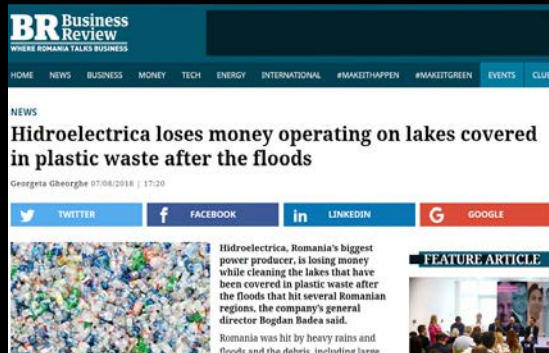 BR Business
Review
WHERE ROMANIA TALKS BUSINESS
HOME NEWS BUSINESS MONEY TECH ENERGY INTERNATIONAL #MAKEITHAPPEN #MAKEITGREEN EVENTS CLUB
NEWS
Hidroelectrica loses money operating on lakes covered
in plastic waste after the floods
Georgeta Gheorghe 07/08/2018 | 17:20
TWITTER
f FACEBOOK
in LINKEDIN
G GOOGLE
Hidroelectrica, Romania's biggest
power producer, is losing money
while cleaning the lakes that have
been covered in plastic waste after
the floods that hit several Romanian
regions, the company's general
director Bogdan Badea said.
Romania was hit by heavy rains and
floods and the debris, including large
FEATURE ARTICLE